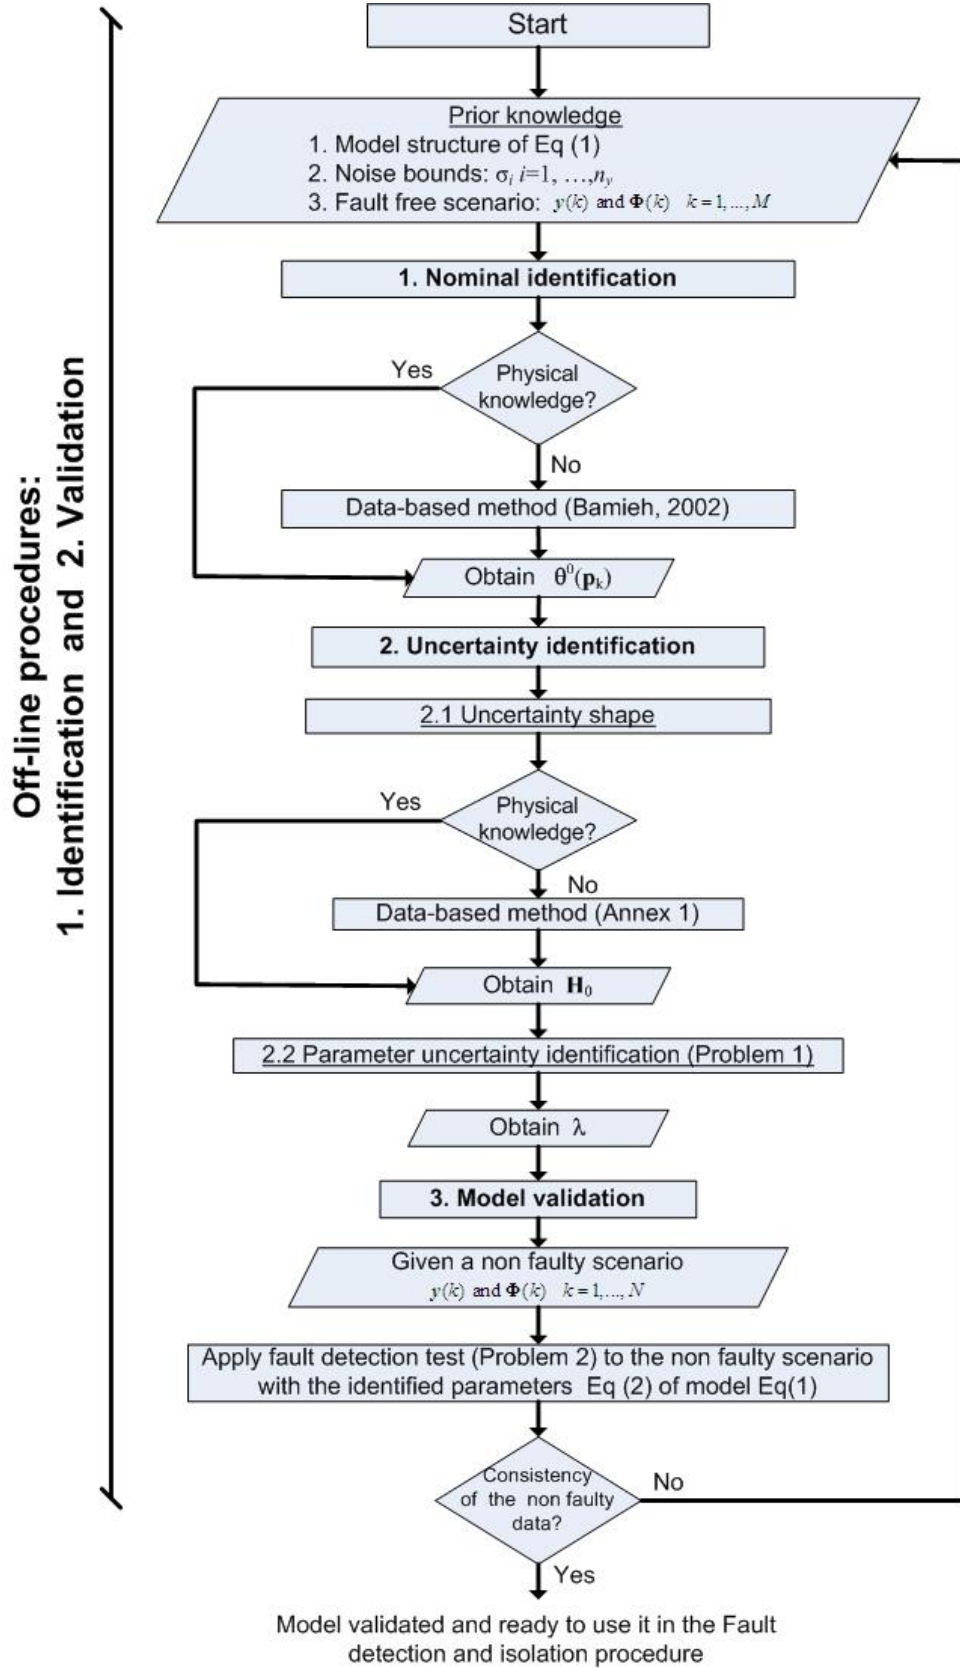 Off-line procedures:
1. Identification and 2. Validation
Start
Prior knowledge
1. Model structure of Eq (1)
2. Noise bounds: σᵢ i=1, …,n_y
3. Fault free scenario: y(k) and Φ(k) k = 1,..., M
1. Nominal identification
Physical
knowledge?
Yes
No
Data-based method (Bamieh, 2002)
Obtain θ⁰(pₖ)
2. Uncertainty identification
2.1 Uncertainty shape
Physical
knowledge?
Yes
No
Data-based method (Annex 1)
Obtain H₀
2.2 Parameter uncertainty identification (Problem 1)
Obtain λ
3. Model validation
Given a non faulty scenario
y(k) and Φ(k) k = 1,..., N
Apply fault detection test (Problem 2) to the non faulty scenario
with the identified parameters Eq (2) of model Eq(1)
Consistency
of the non faulty
data?
No
Yes
Model validated and ready to use it in the Fault
detection and isolation procedure